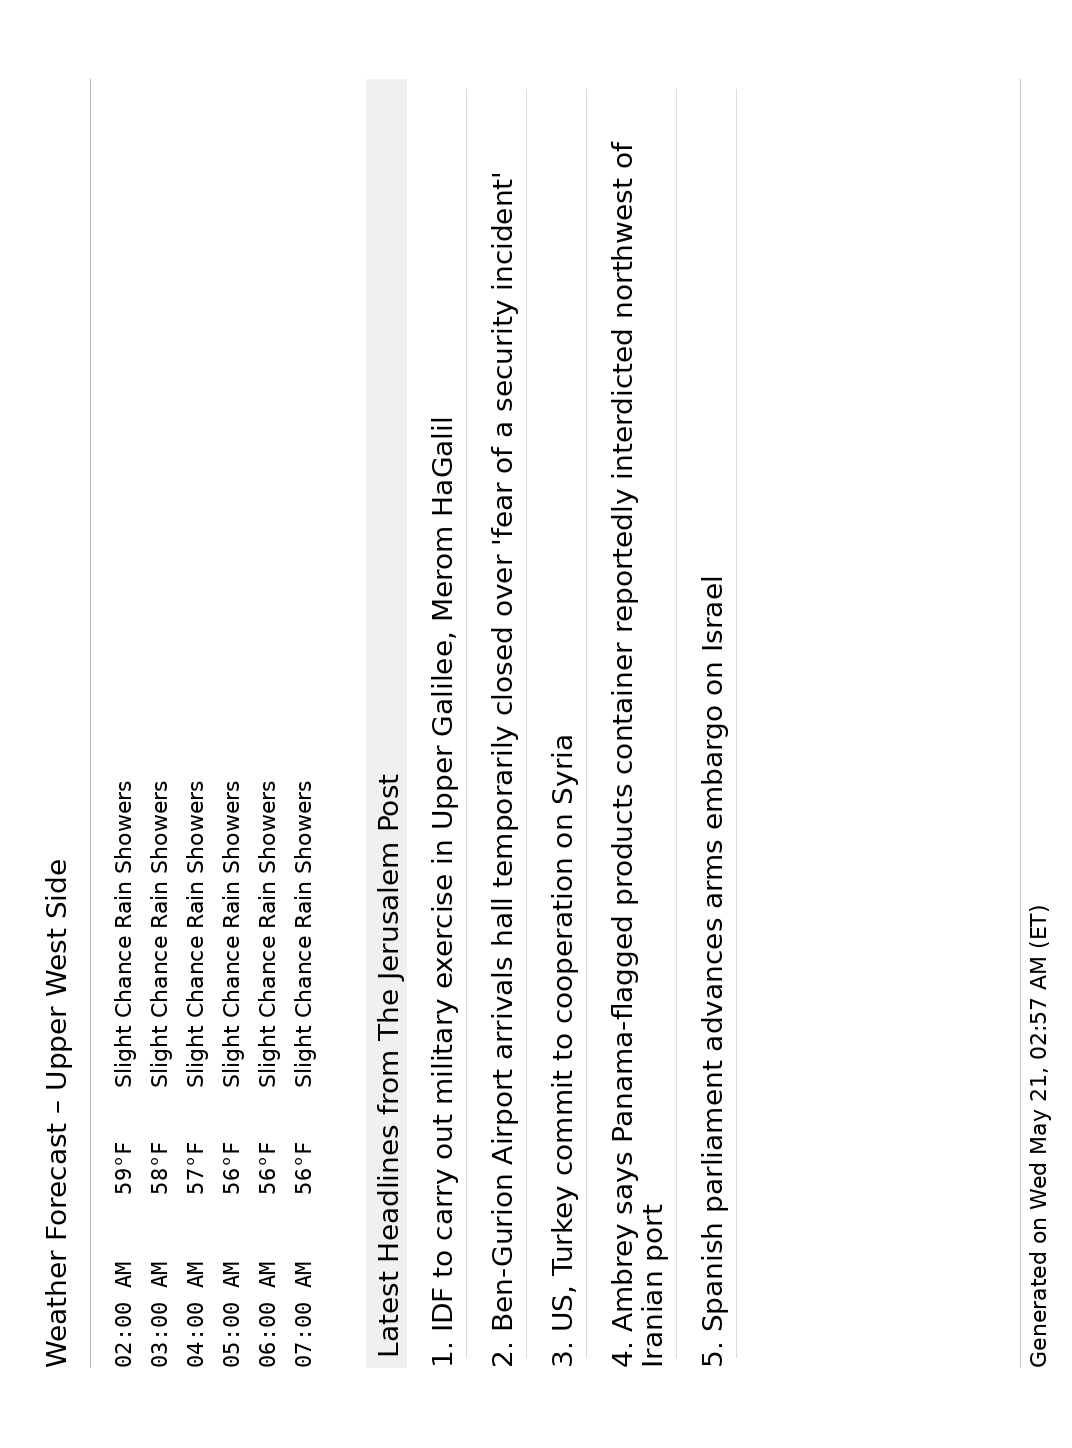 Weather Forecast – Upper West Side
02:00 AM 59°F Slight Chance Rain Showers
03:00 AM 58°F Slight Chance Rain Showers
04:00 AM 57°F Slight Chance Rain Showers
05:00 AM 56°F Slight Chance Rain Showers
06:00 AM 56°F Slight Chance Rain Showers
07:00 AM 56°F Slight Chance Rain Showers
Latest Headlines from The Jerusalem Post
1. IDF to carry out military exercise in Upper Galilee, Merom HaGalil
2. Ben-Gurion Airport arrivals hall temporarily closed over 'fear of a security incident'
3. US, Turkey commit to cooperation on Syria
4. Ambrey says Panama-flagged products container reportedly interdicted northwest of
Iranian port
5. Spanish parliament advances arms embargo on Israel
Generated on Wed May 21, 02:57 AM (ET)